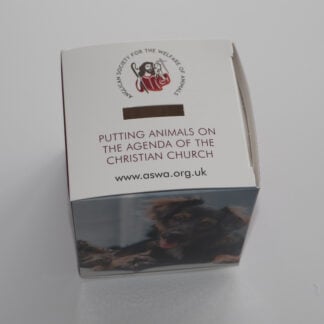 ANGLICAN SOCIETY FOR THE WELFARE OF ANIMALS
PUTTING ANIMALS ON
THE AGENDA OF THE
CHRISTIAN CHURCH
www.aswa.org.uk